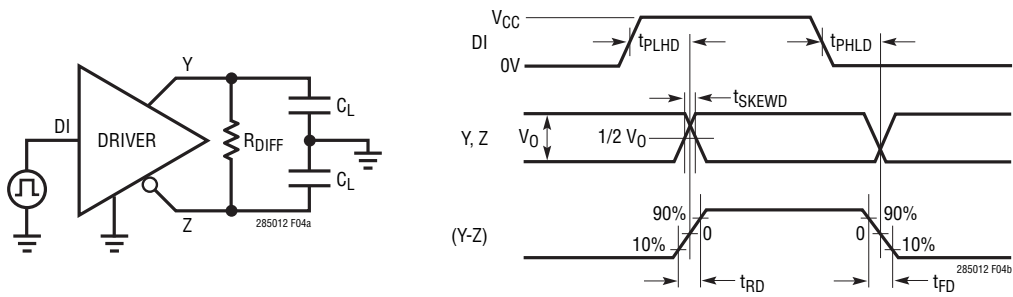 Y
DI
DRIVER
RDIFF
CL
CL
Z
285012 F04a
VCC
DI
0V
tPLHD
tPHLD
tSKEWD
Y, Z
VO
1/2 VO
(Y-Z)
90%
10%
0
90%
0
10%
tRD
tFD
285012 F04b